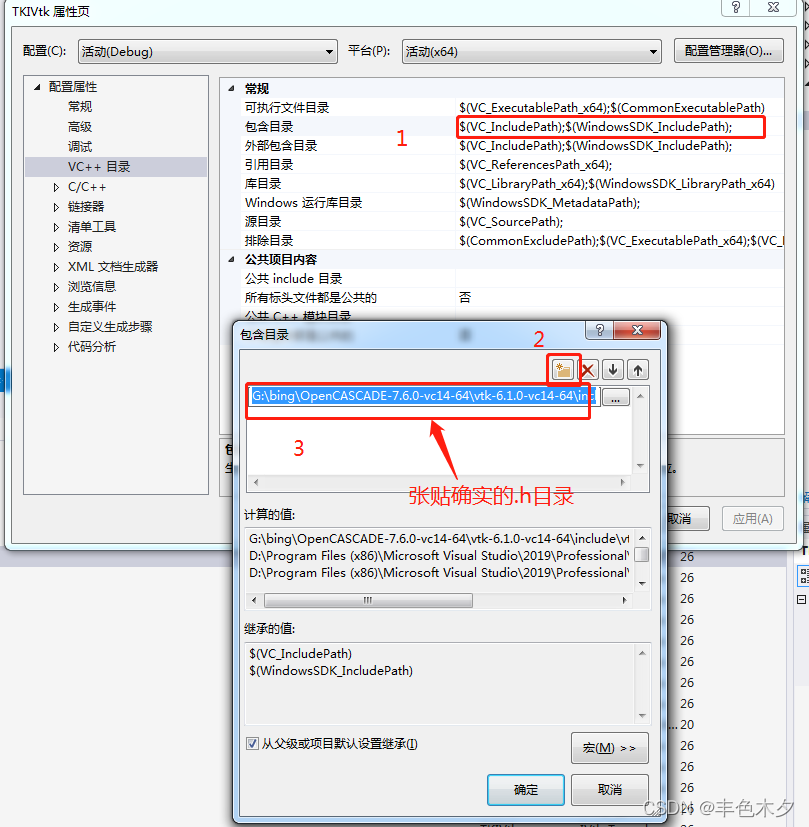 TKIVtk 属性页
配置(C): 活动(Debug) 平台(P): 活动(x64) 配置管理器(O)...
配置属性
常规
高级
调试
VC++ 目录
C/C++
链接器
清单工具
资源
XML 文档生成器
浏览信息
生成事件
自定义生成步骤
代码分析
常规
可执行文件目录 $(VC_ExecutablePath_x64);$(CommonExecutablePath)
包含目录 1 $(VC_IncludePath);$(WindowsSDK_IncludePath);
外部包含目录 $(VC_IncludePath);$(WindowsSDK_IncludePath);
引用目录 $(VC_ReferencesPath_x64);
库目录 $(VC_LibraryPath_x64);$(WindowsSDK_LibraryPath_x64)
Windows 运行库目录 $(WindowsSDK_MetadataPath);
源目录 $(VC_SourcePath);
排除目录 $(CommonExcludePath);$(VC_ExecutablePath_x64);$(VC_I
公共项目内容
公共 include 目录
所有标头文件都是公共的 否
公共 C++ 模块目录
包含目录
2
G:\bing\OpenCASCADE-7.6.0-vc14-64\vtk-6.1.0-vc14-64\inc
...
3
张贴确实的.h目录
取消 应用(A)
计算的值:
G:\bing\OpenCASCADE-7.6.0-vc14-64\vtk-6.1.0-vc14-64\include\vt
D:\Program Files (x86)\Microsoft Visual Studio\2019\Professional\
D:\Program Files (x86)\Microsoft Visual Studio\2019\Professional\
继承的值:
$(VC_IncludePath)
$(WindowsSDK_IncludePath)
从父级或项目默认设置继承(I)
宏(M) >>
确定 取消
26
26
26
26
26
26
26
26
...20
26
26
26
26
CSDN @丰色木夕